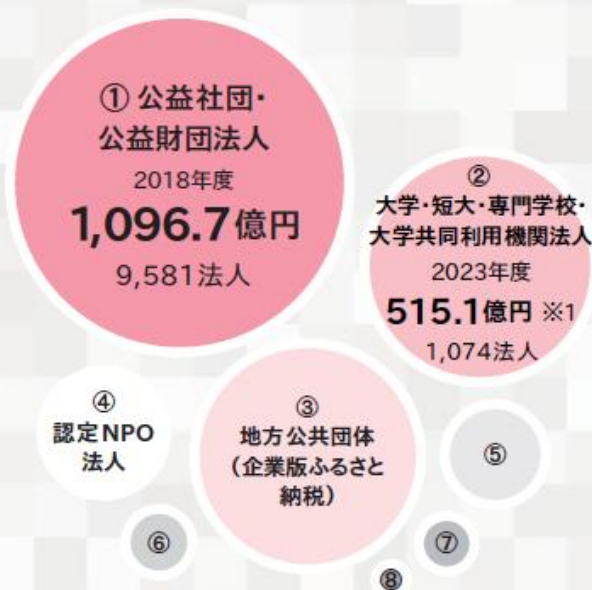 ① 公益社団・
公益財団法人
2018年度
1,096.7億円
9,581法人
②
大学・短大・専門学校・
大学共同利用機関法人
2023年度
515.1億円 ※1
1,074法人
③
地方公共団体
（企業版ふるさと
納税）
④
認定NPO
法人
⑤
⑥
⑦
⑧